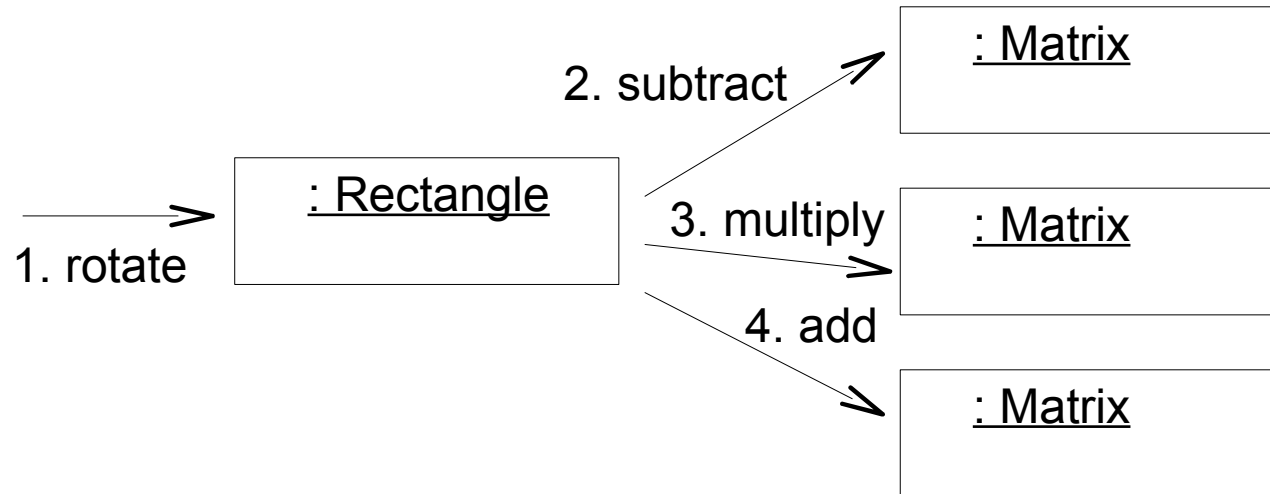 1. rotate
: Rectangle
2. subtract
: Matrix
3. multiply
: Matrix
4. add
: Matrix